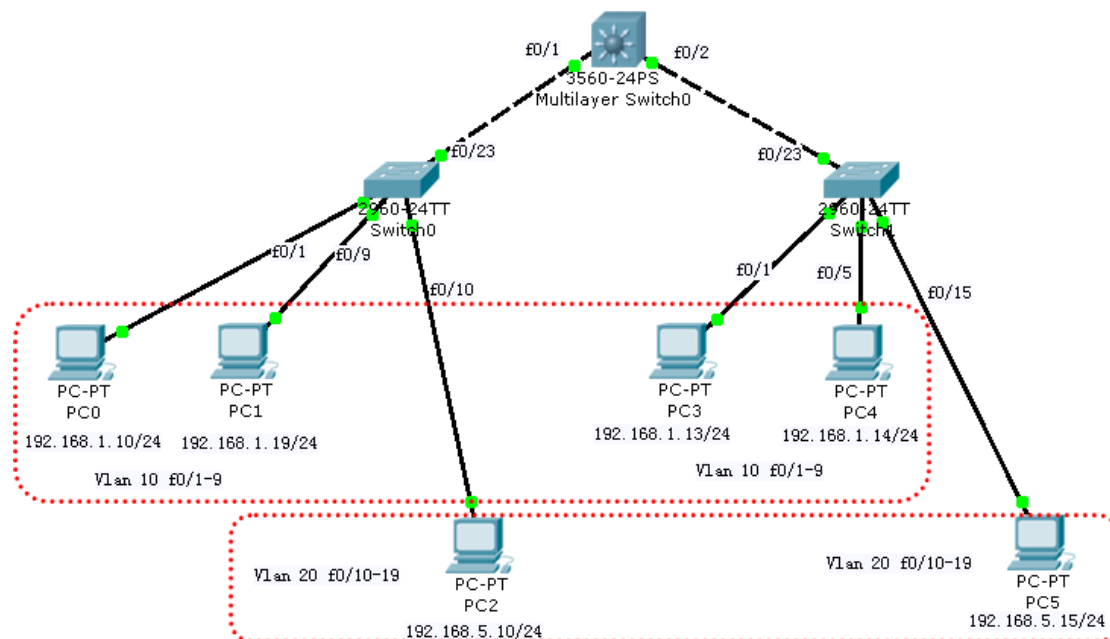 f0/1
f0/2
3560-24PS
Multilayer Switch0
f0/23
f0/23
2960-24TT
Switch0
2960-24TT
Switch1
f0/1
f0/9
f0/10
f0/1
f0/5
f0/15
PC-PT
PC0
PC-PT
PC1
PC-PT
PC3
PC-PT
PC4
192.168.1.10/24
192.168.1.19/24
192.168.1.13/24
192.168.1.14/24
Vlan 10 f0/1-9
Vlan 10 f0/1-9
Vlan 20 f0/10-19
PC-PT
PC2
192.168.5.10/24
Vlan 20 f0/10-19
PC-PT
PC5
192.168.5.15/24